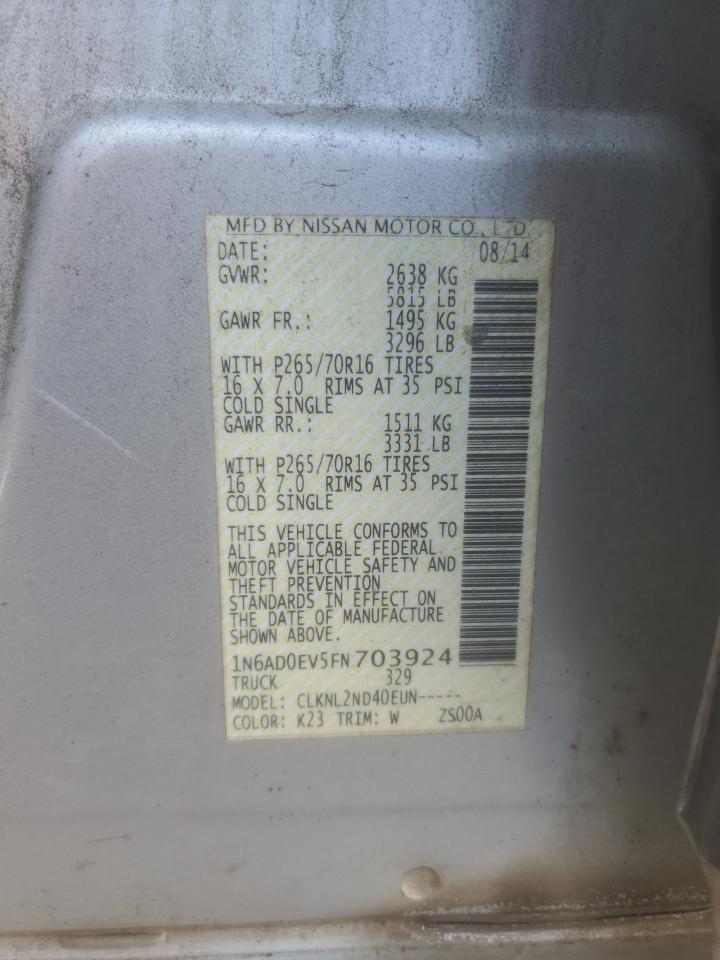 MFD BY NISSAN MOTOR CO., LTD.
DATE: 08/14
GVWR: 2638 KG
5815 LB
GAWR FR.: 1495 KG
3296 LB
WITH P265/70R16 TIRES
16 X 7.0 RIMS AT 35 PSI
COLD SINGLE
GAWR RR.: 1511 KG
3331 LB
WITH P265/70R16 TIRES
16 X 7.0 RIMS AT 35 PSI
COLD SINGLE
THIS VEHICLE CONFORMS TO
ALL APPLICABLE FEDERAL
MOTOR VEHICLE SAFETY AND
THEFT PREVENTION
STANDARDS IN EFFECT ON
THE DATE OF MANUFACTURE
SHOWN ABOVE.
1N6AD0EV5FN703924
TRUCK 329
MODEL: CLKNL2ND40EUN-----
COLOR: K23 TRIM: W ZS00A